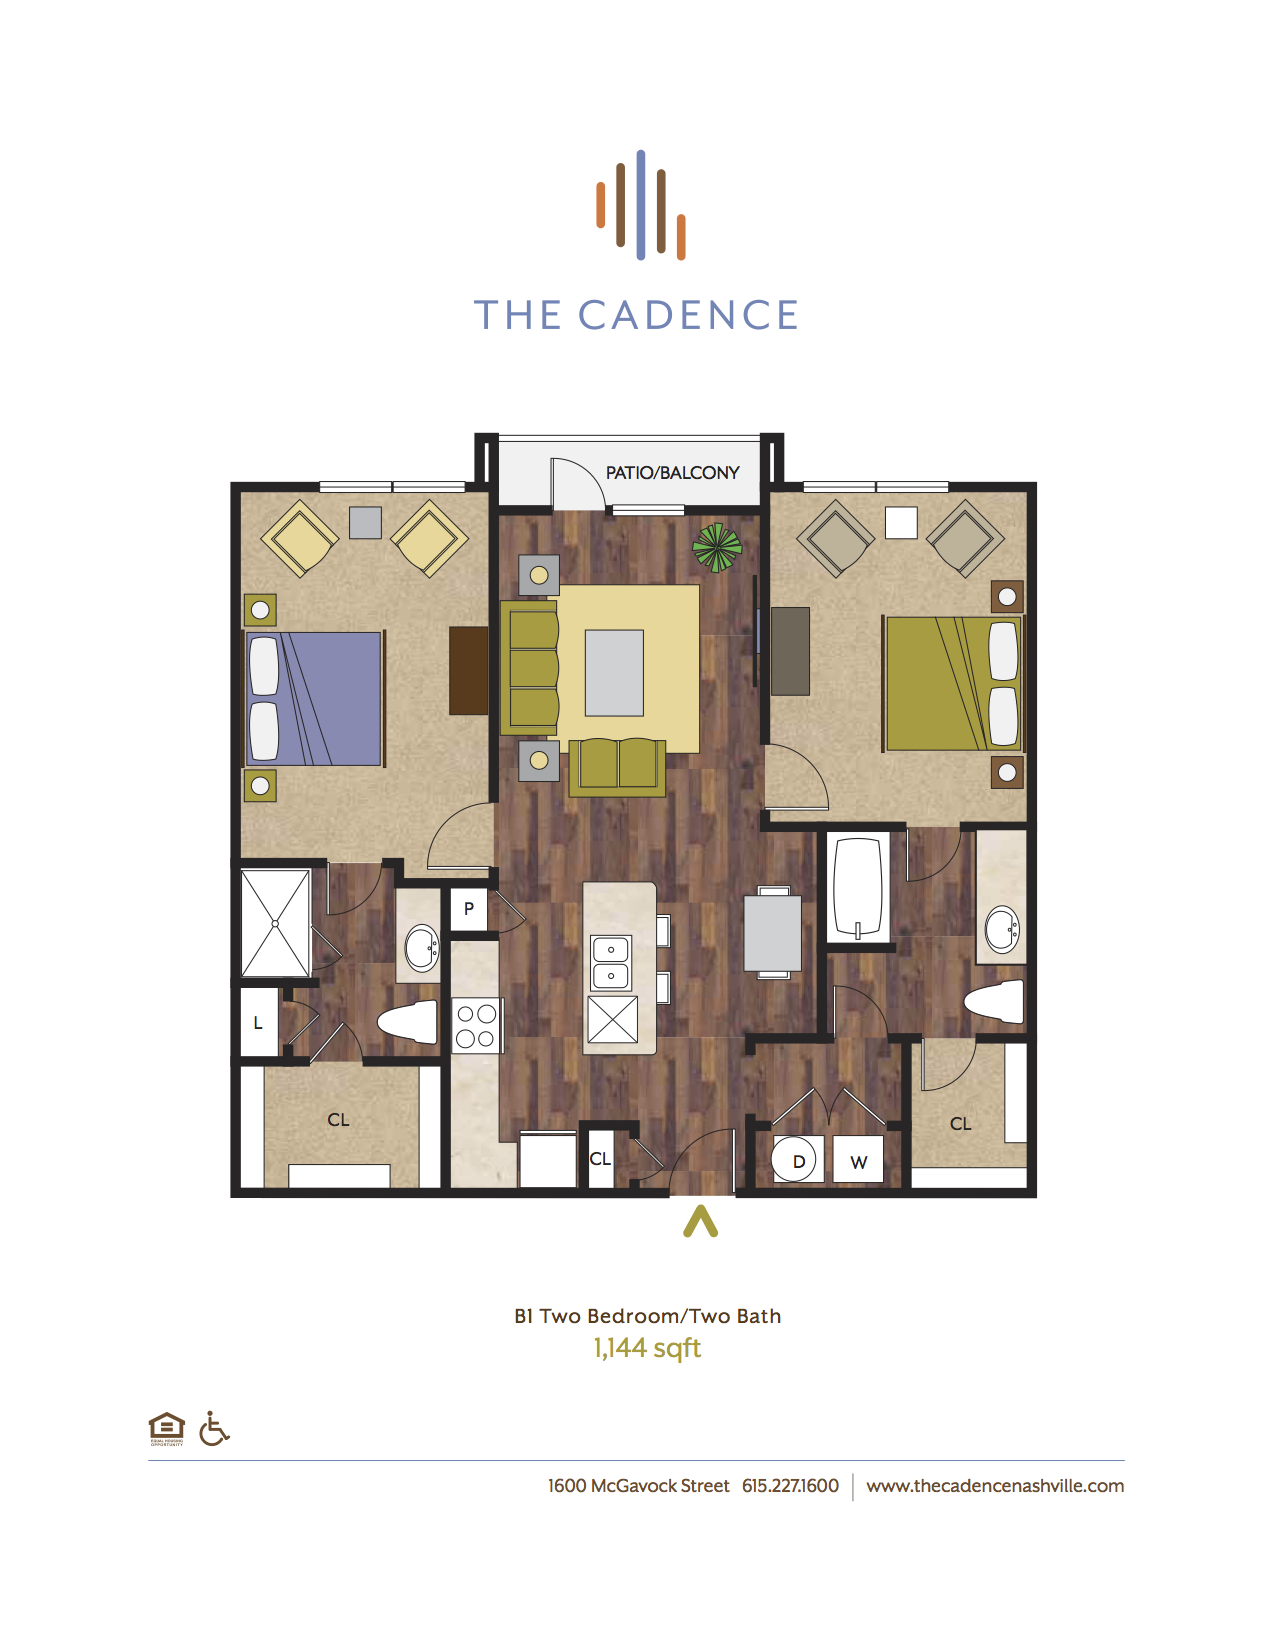 THE CADENCE
PATIO/BALCONY
P
L
CL
CL
CL
D
W
B1 Two Bedroom/Two Bath
1,144 sqft
EQUAL HOUSING
OPPORTUNITY
1600 McGavock Street 615.227.1600 www.thecadencenashville.com